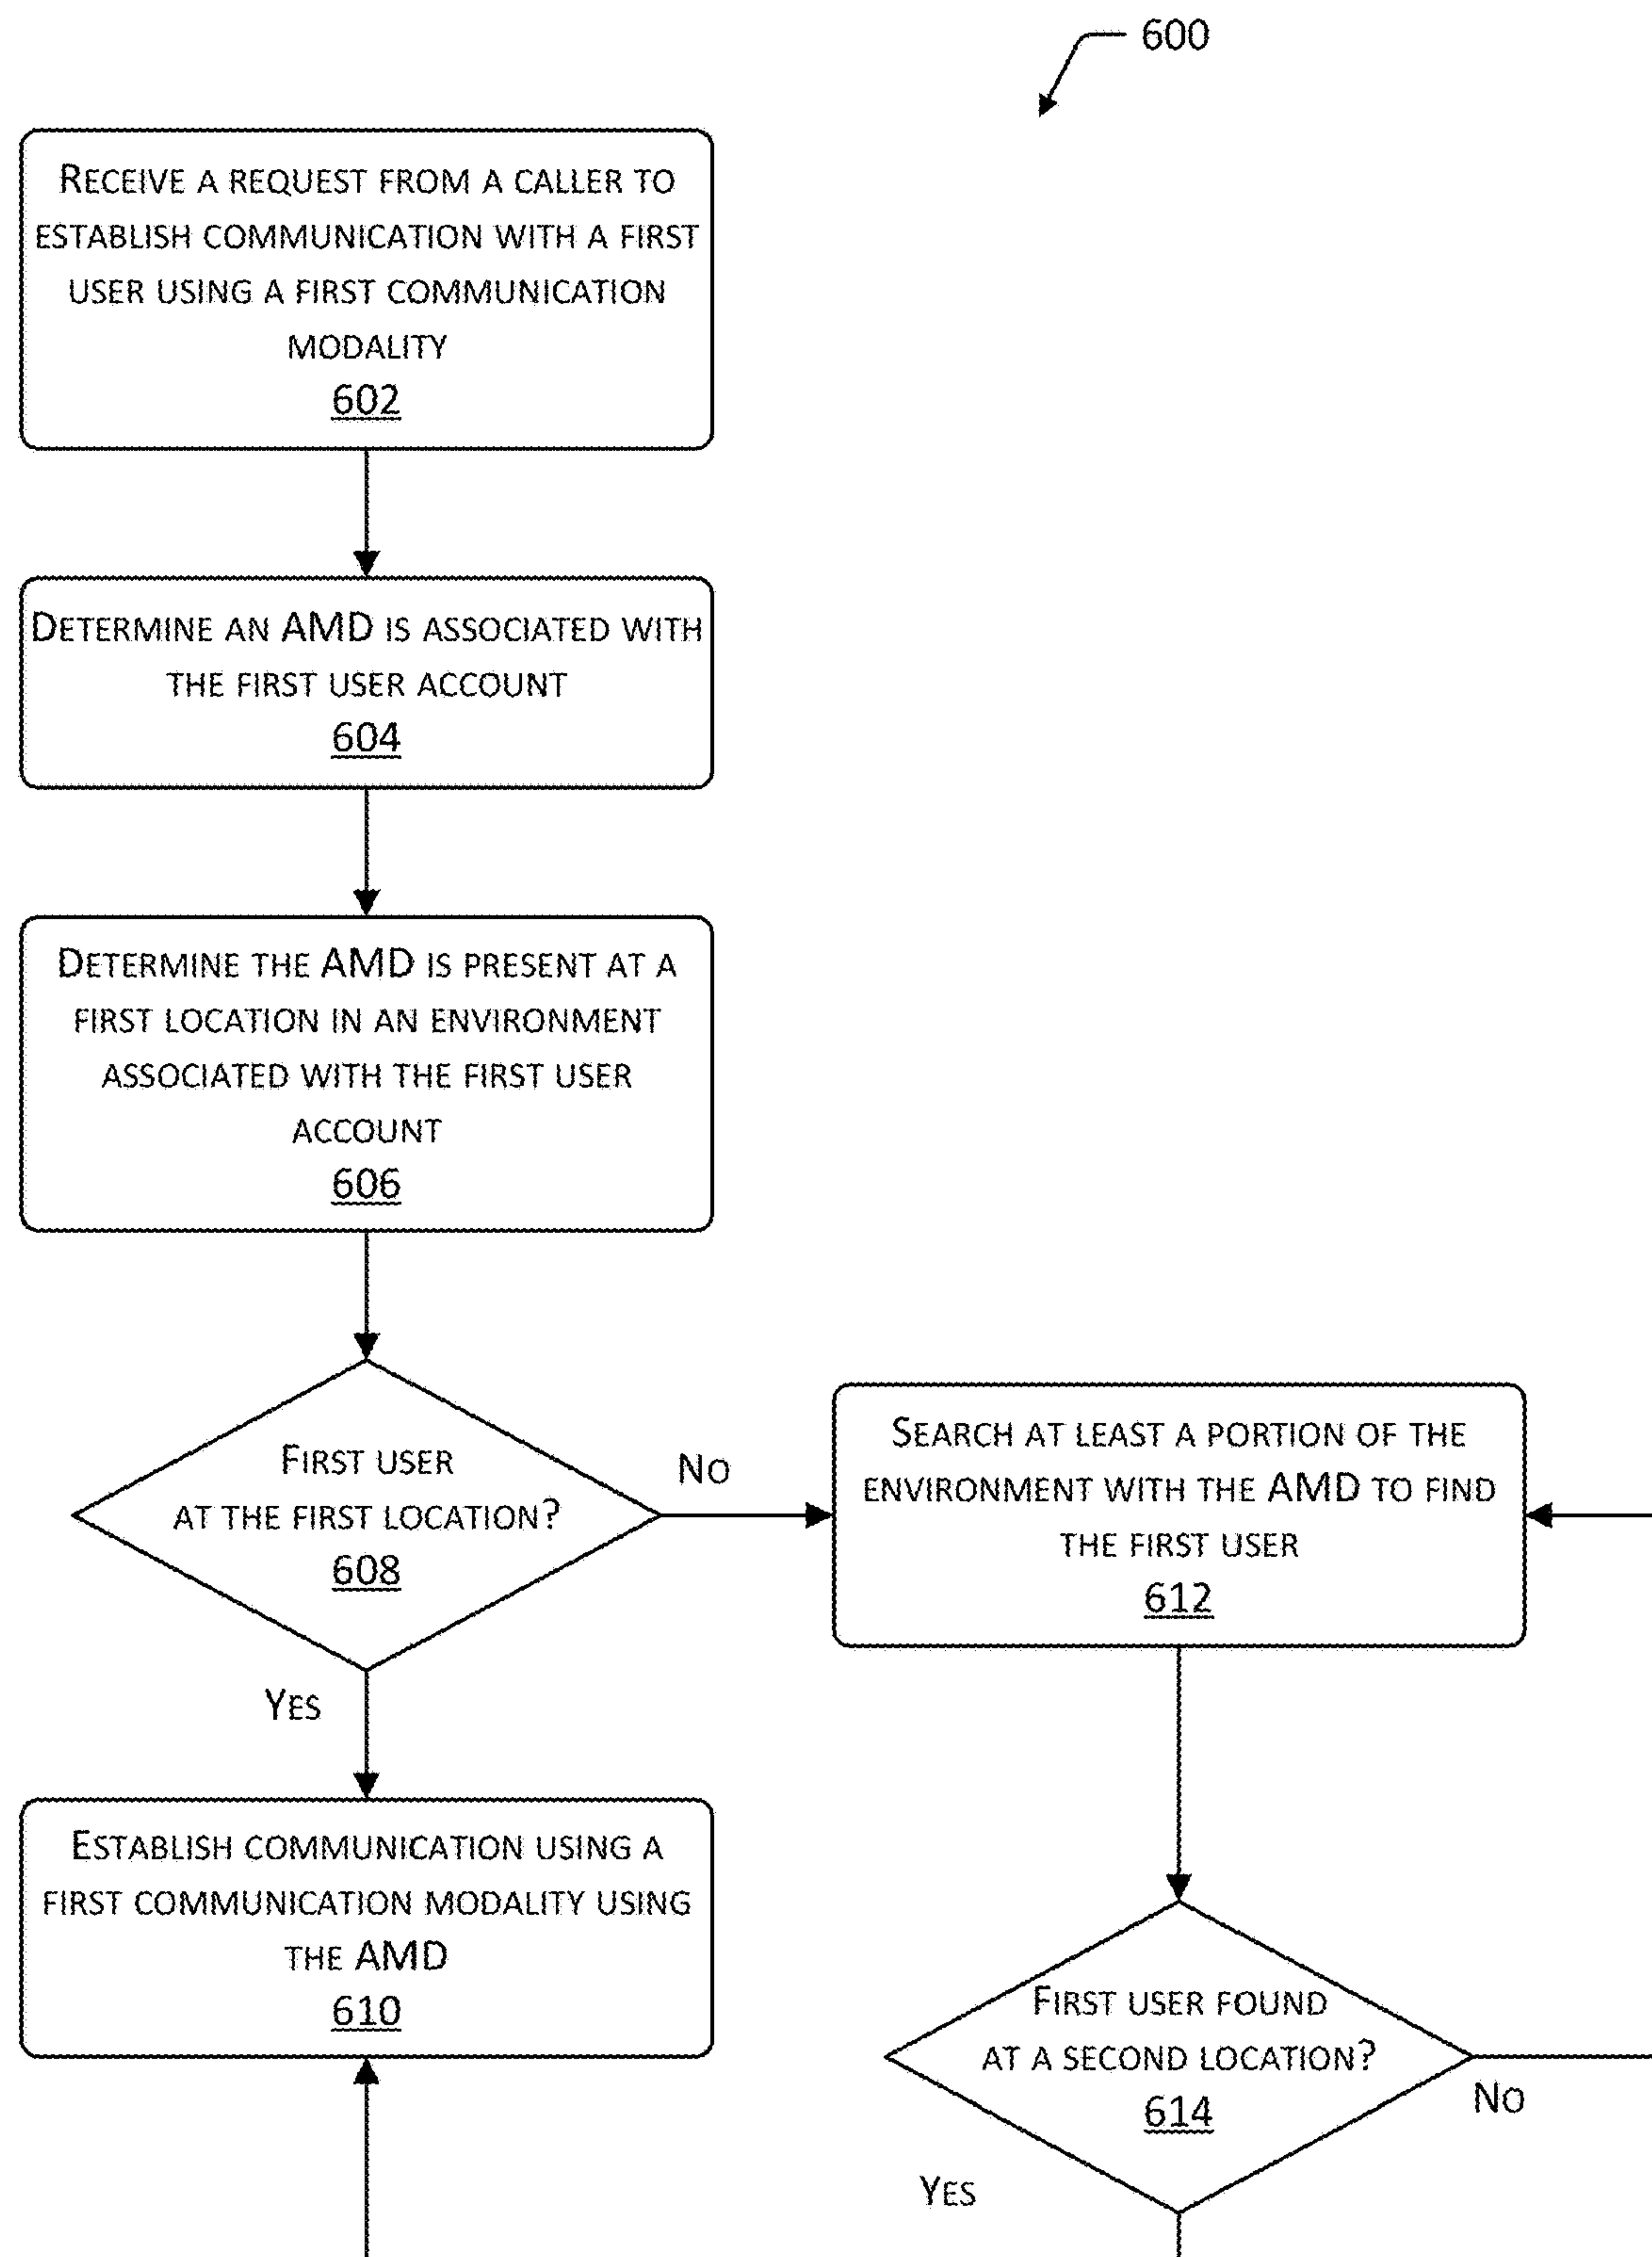 600
RECEIVE A REQUEST FROM A CALLER TO
ESTABLISH COMMUNICATION WITH A FIRST
USER USING A FIRST COMMUNICATION
MODALITY
602
DETERMINE AN AMD IS ASSOCIATED WITH
THE FIRST USER ACCOUNT
604
DETERMINE THE AMD IS PRESENT AT A
FIRST LOCATION IN AN ENVIRONMENT
ASSOCIATED WITH THE FIRST USER
ACCOUNT
606
FIRST USER
AT THE FIRST LOCATION?
608
NO
YES
ESTABLISH COMMUNICATION USING A
FIRST COMMUNICATION MODALITY USING
THE AMD
610
SEARCH AT LEAST A PORTION OF THE
ENVIRONMENT WITH THE AMD TO FIND
THE FIRST USER
612
FIRST USER FOUND
AT A SECOND LOCATION?
614
NO
YES